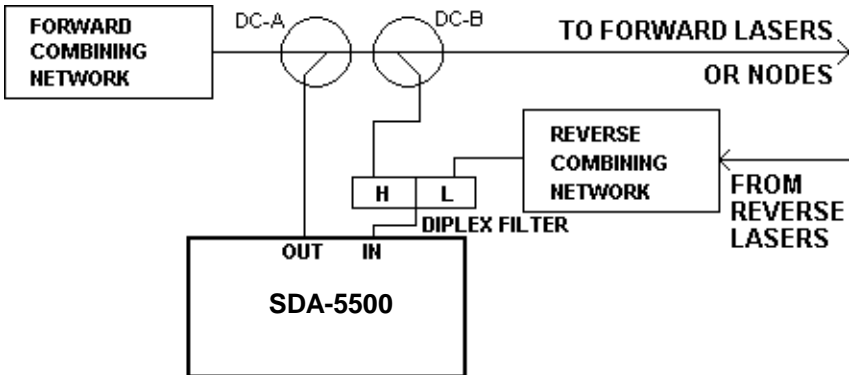 FORWARD
COMBINING
NETWORK
DC-A
DC-B
TO FORWARD LASERS
OR NODES
REVERSE
COMBINING
NETWORK
FROM
REVERSE
LASERS
H
L
DIPLEX FILTER
OUT
IN
SDA-5500